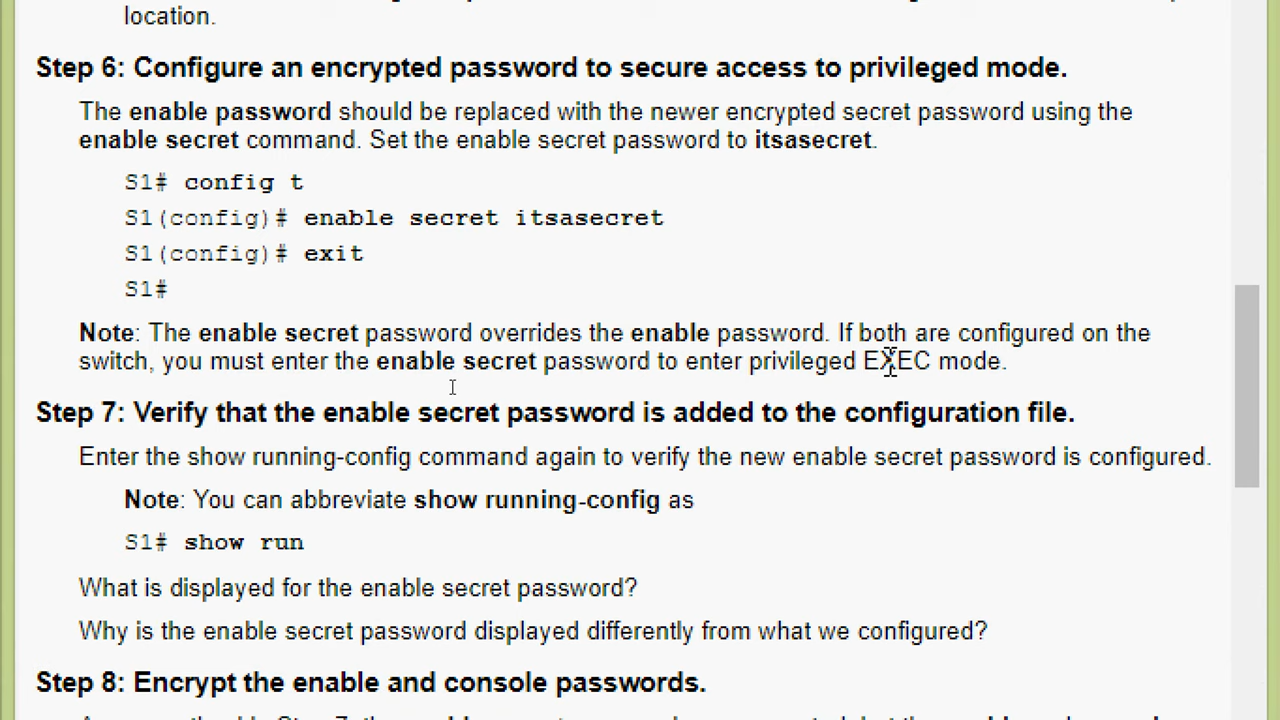 location.
Step 6: Configure an encrypted password to secure access to privileged mode.
The enable password should be replaced with the newer encrypted secret password using the
enable secret command. Set the enable secret password to itsasecret.
S1# config t
S1(config)# enable secret itsasecret
S1(config)# exit
S1#
Note: The enable secret password overrides the enable password. If both are configured on the
switch, you must enter the enable secret password to enter privileged EXEC mode.
Step 7: Verify that the enable secret password is added to the configuration file.
Enter the show running-config command again to verify the new enable secret password is configured.
Note: You can abbreviate show running-config as
S1# show run
What is displayed for the enable secret password?
Why is the enable secret password displayed differently from what we configured?
Step 8: Encrypt the enable and console passwords.